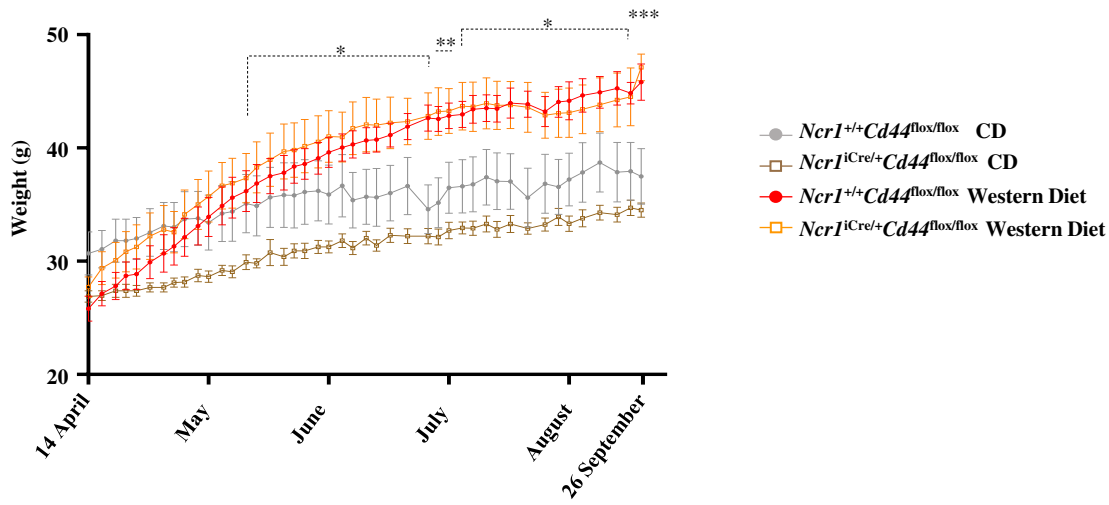 ***
*
**
*
50
40
30
20
Weight (g)
14 April
May
June
July
August
26 September
Ncr1+/+Cd44flox/flox CD
Ncr1iCre/+Cd44flox/flox CD
Ncr1+/+Cd44flox/flox Western Diet
Ncr1iCre/+Cd44flox/flox Western Diet